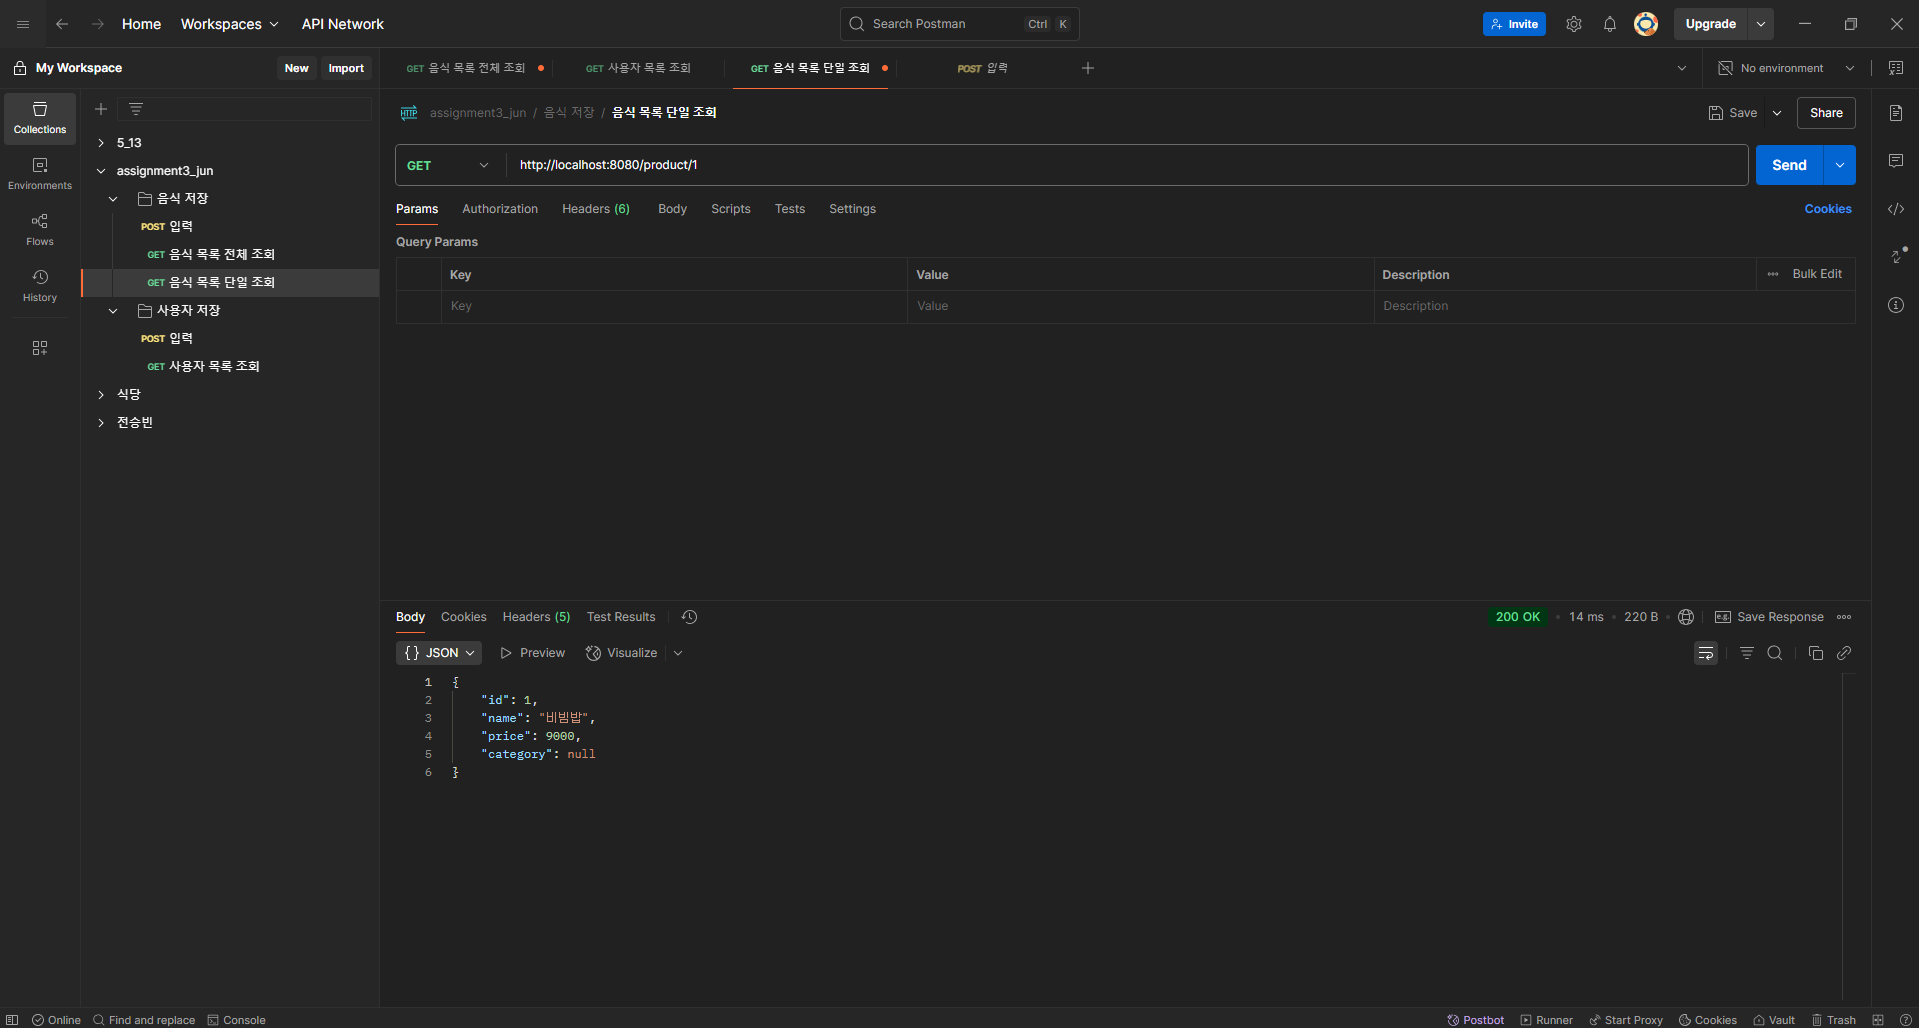 Home Workspaces API Network Search Postman Ctrl K Invite Upgrade
My Workspace New Import GET 음식 목록 전체 조회 GET 사용자 목록 조회 GET 음식 목록 단일 조회 POST 입력 No environment
Collections
Environments
Flows
History
5_13
assignment3_jun
음식 저장
POST 입력
GET 음식 목록 전체 조회
GET 음식 목록 단일 조회
사용자 저장
POST 입력
GET 사용자 목록 조회
식당
전승빈
HTTP assignment3_jun / 음식 저장 / 음식 목록 단일 조회 Save Share
GET http://localhost:8080/product/1 Send
Params Authorization Headers (6) Body Scripts Tests Settings Cookies
Query Params
Key Value Description Bulk Edit
Key Value Description
Body Cookies Headers (5) Test Results 200 OK 14 ms 220 B e.g. Save Response
{} JSON Preview Visualize
1 {
2 "id": 1,
3 "name": "비빔밥",
4 "price": 9000,
5 "category": null
6 }
Online Find and replace Console Postbot Runner Start Proxy Cookies Vault Trash